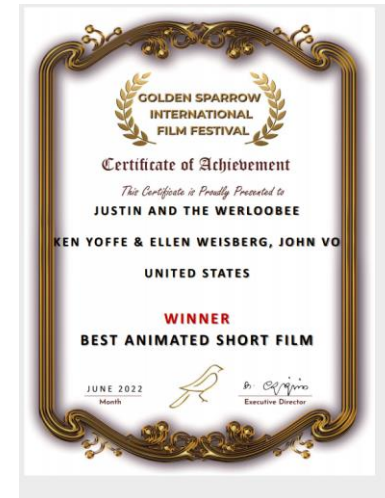 GOLDEN SPARROW
INTERNATIONAL
FILM FESTIVAL
Certificate of Achievement
This Certificate is Proudly Presented to
JUSTIN AND THE WERLOOBEE
KEN YOFFE & ELLEN WEISBERG, JOHN VO
UNITED STATES
WINNER
BEST ANIMATED SHORT FILM
JUNE 2022
Month
Executive Director